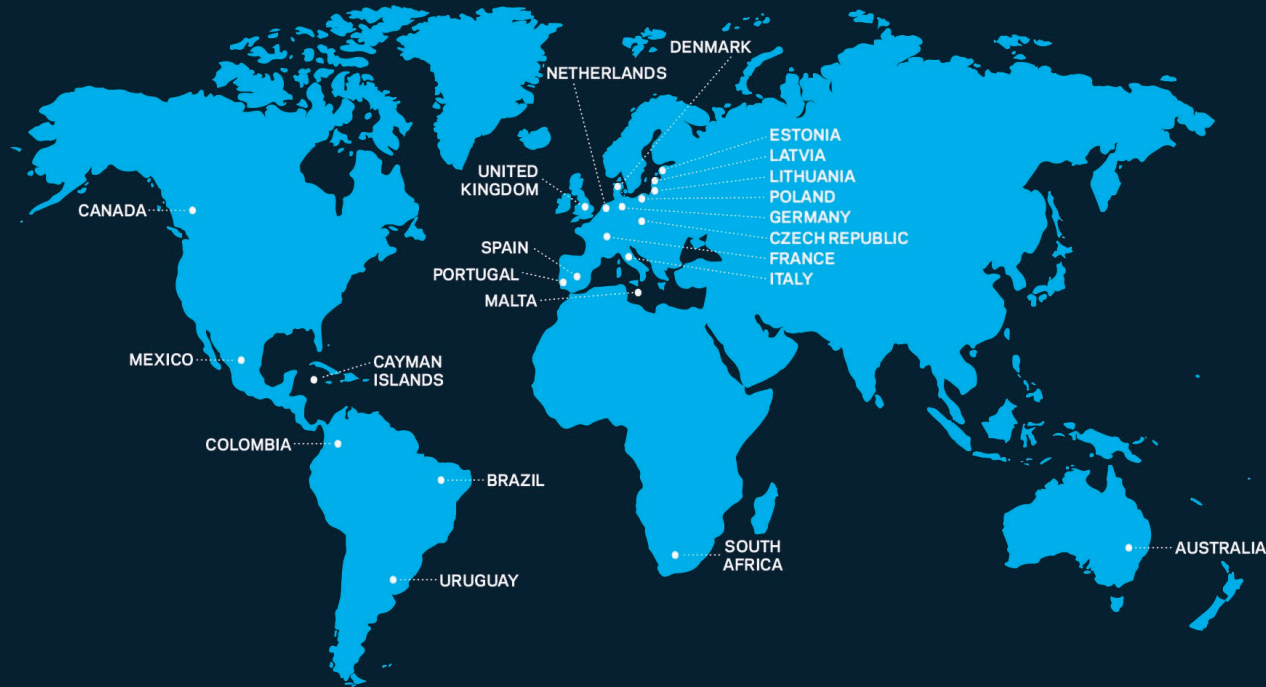 DENMARK
NETHERLANDS
ESTONIA
LATVIA
UNITED
KINGDOM
LITHUANIA
POLAND
CANADA
GERMANY
CZECH REPUBLIC
SPAIN
FRANCE
PORTUGAL
ITALY
MALTA
MEXICO
CAYMAN
ISLANDS
COLOMBIA
BRAZIL
SOUTH
AFRICA
AUSTRALIA
URUGUAY